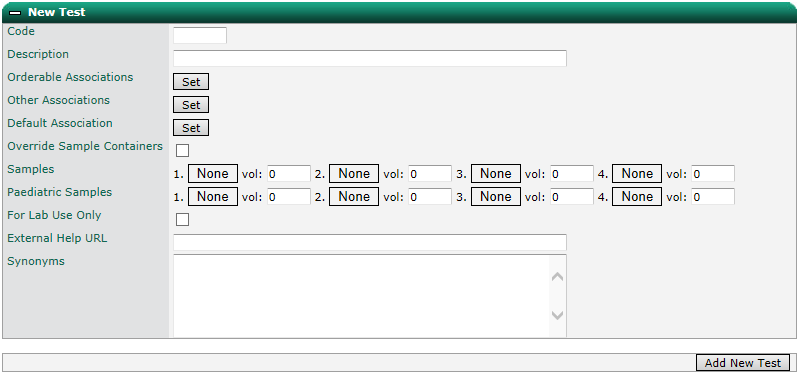 New Test
Code
Description
Orderable Associations Set
Other Associations Set
Default Association Set
Override Sample Containers
Samples 1. None vol: 0 2. None vol: 0 3. None vol: 0 4. None vol: 0
Paediatric Samples 1. None vol: 0 2. None vol: 0 3. None vol: 0 4. None vol: 0
For Lab Use Only
External Help URL
Synonyms
Add New Test